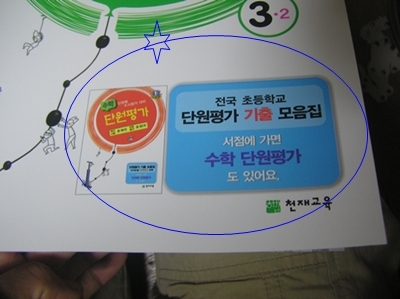 3·2
전국 초등학교
단원평가 기출 모음집
서점에 가면
수학 단원평가
도 있어요.
수학
단원평가
천재교육